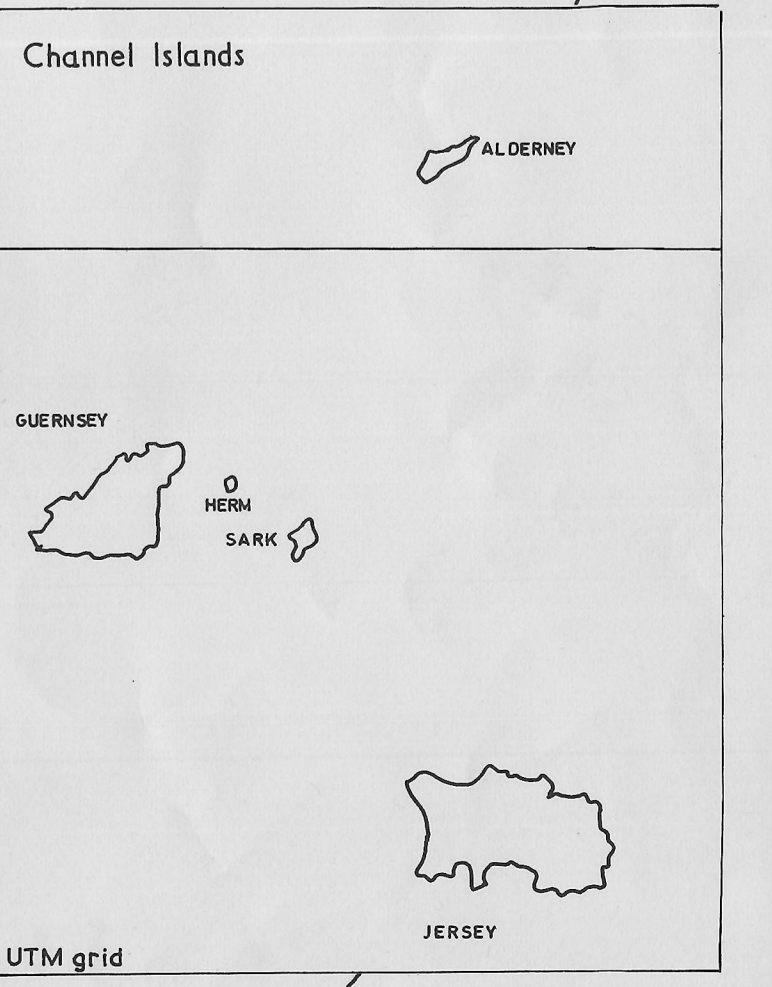 Channel Islands
ALDERNEY
GUERNSEY
HERM
SARK
JERSEY
UTM grid